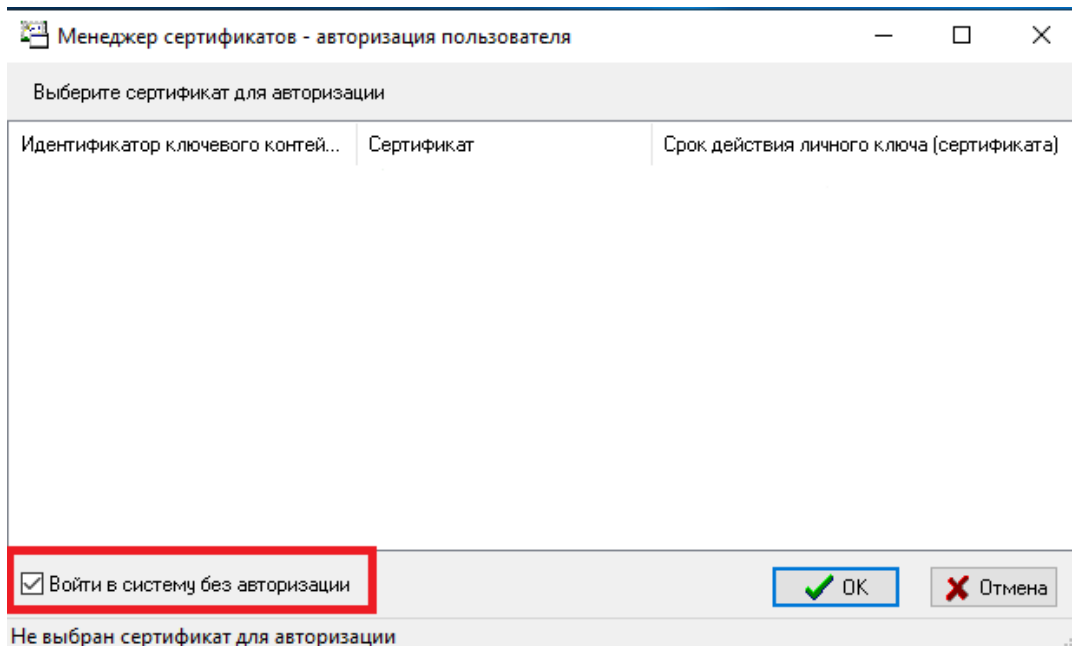 Менеджер сертификатов - авторизация пользователя
Выберите сертификат для авторизации
Идентификатор ключевого контей... Сертификат Срок действия личного ключа (сертификата)
Войти в систему без авторизации OK Отмена
Не выбран сертификат для авторизации